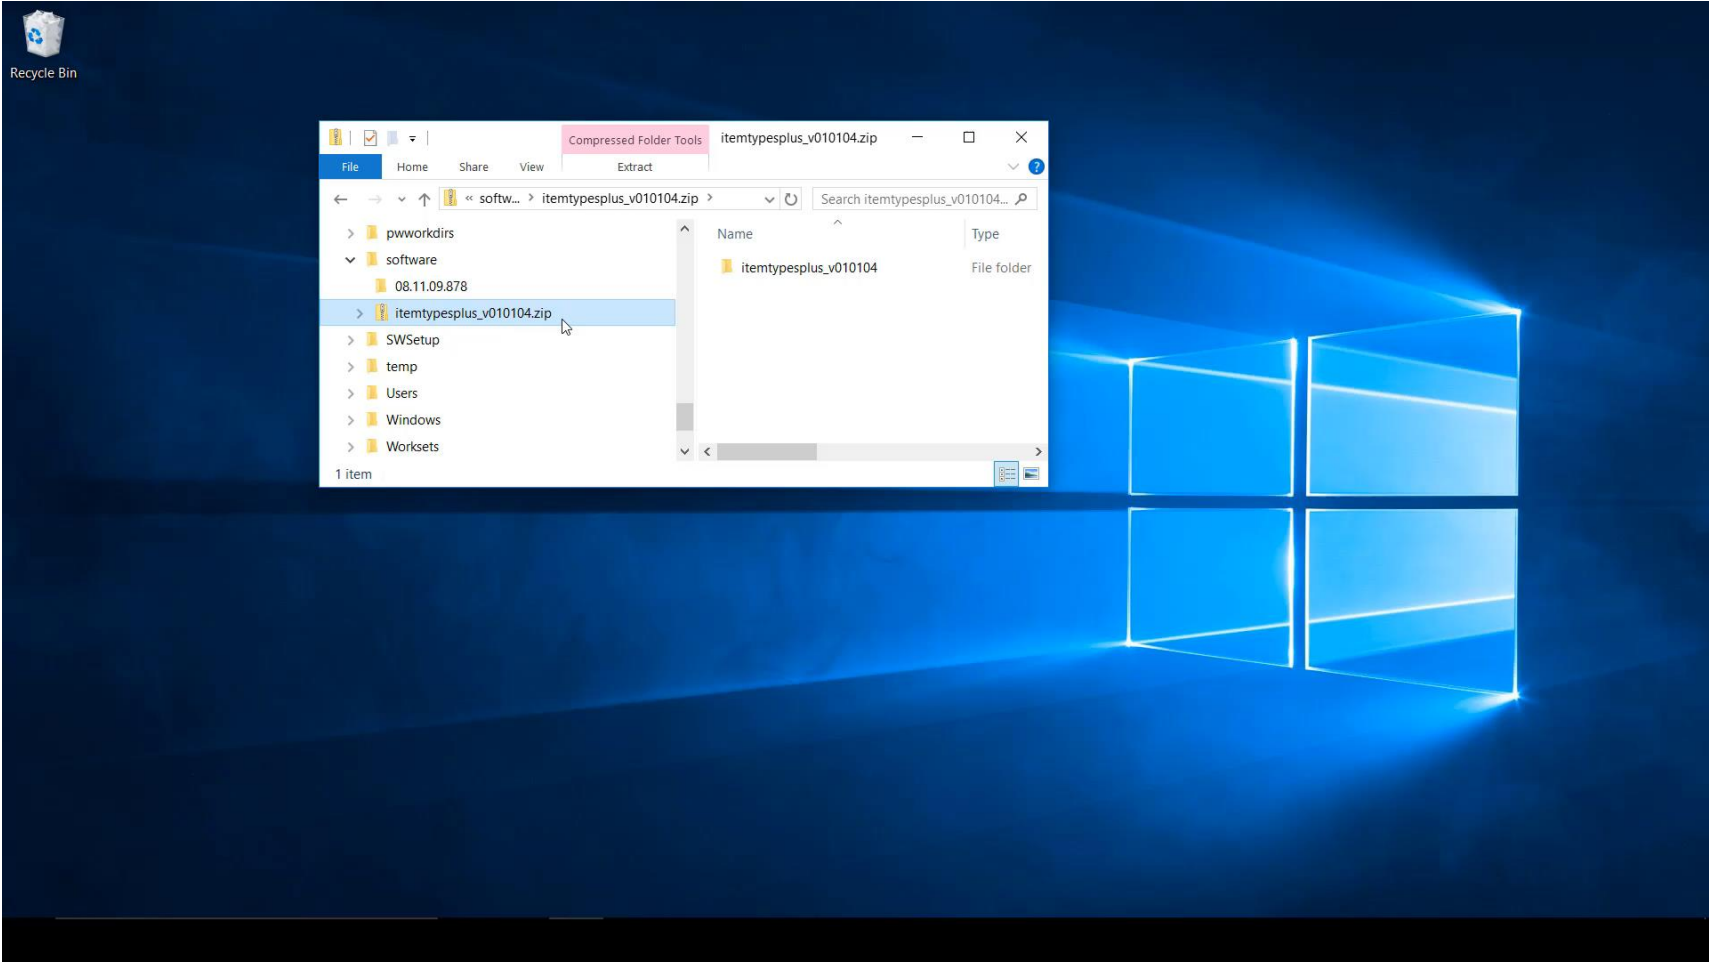 Recycle Bin
Compressed Folder Tools
itemtypesplus_v010104.zip
File
Home
Share
View
Extract
?
« softw... > itemtypesplus_v010104.zip >
Search itemtypesplus_v010104...
pwworkdirs
software
08.11.09.878
itemtypesplus_v010104.zip
SWSetup
temp
Users
Windows
Worksets
Name
Type
itemtypesplus_v010104
File folder
1 item